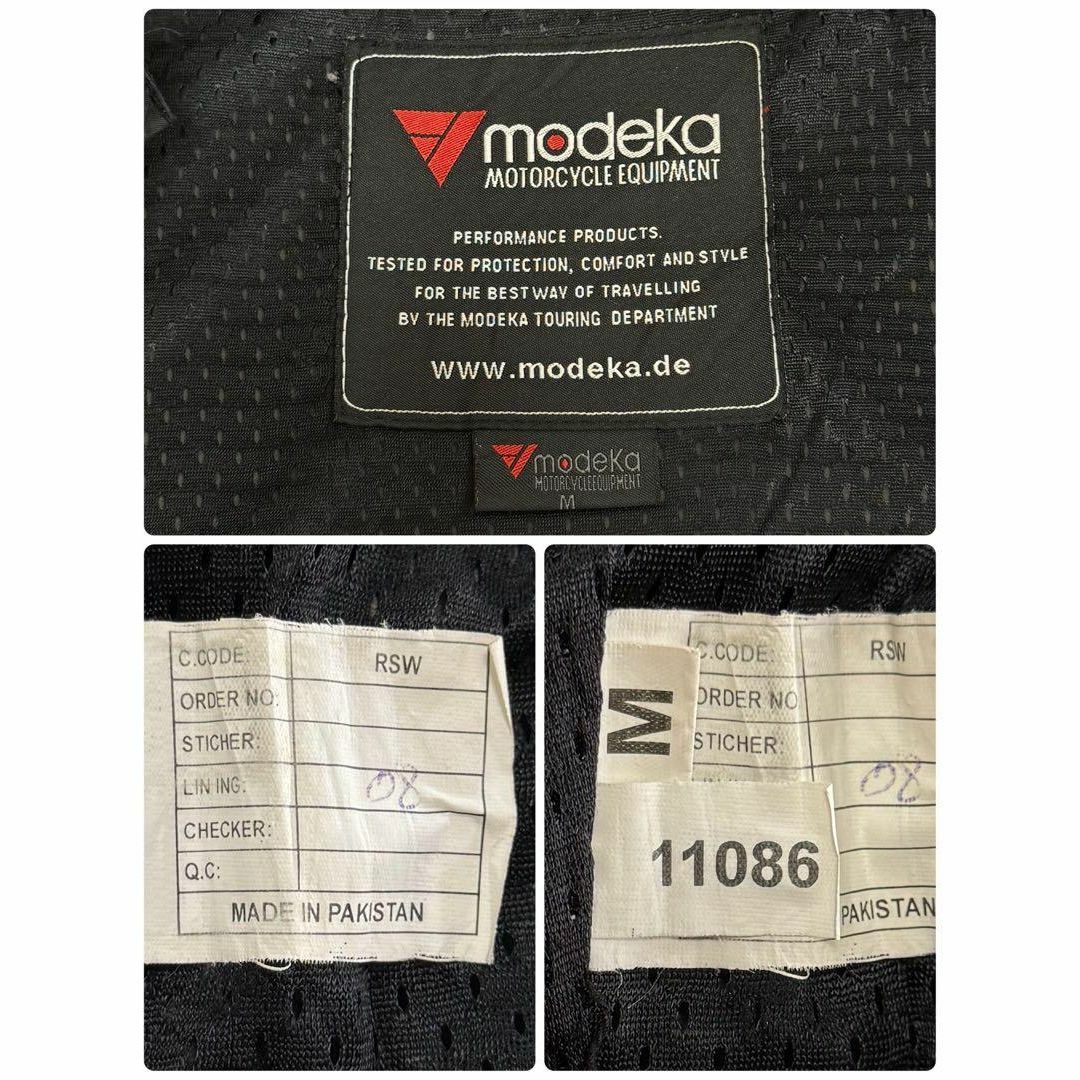 modeka
MOTORCYCLE EQUIPMENT
PERFORMANCE PRODUCTS.
TESTED FOR PROTECTION, COMFORT AND STYLE
FOR THE BEST WAY OF TRAVELLING
BY THE MODEKA TOURING DEPARTMENT
www.modeka.de
modeka
MOTORCYCLEEQUIPMENT
M
C.CODE: RSW
ORDER NO:
STICHER:
LINING: 08
CHECKER:
Q.C:
MADE IN PAKISTAN
M
C.CODE: RSW
ORDER NO
STICHER:
08
11086
PAKISTAN